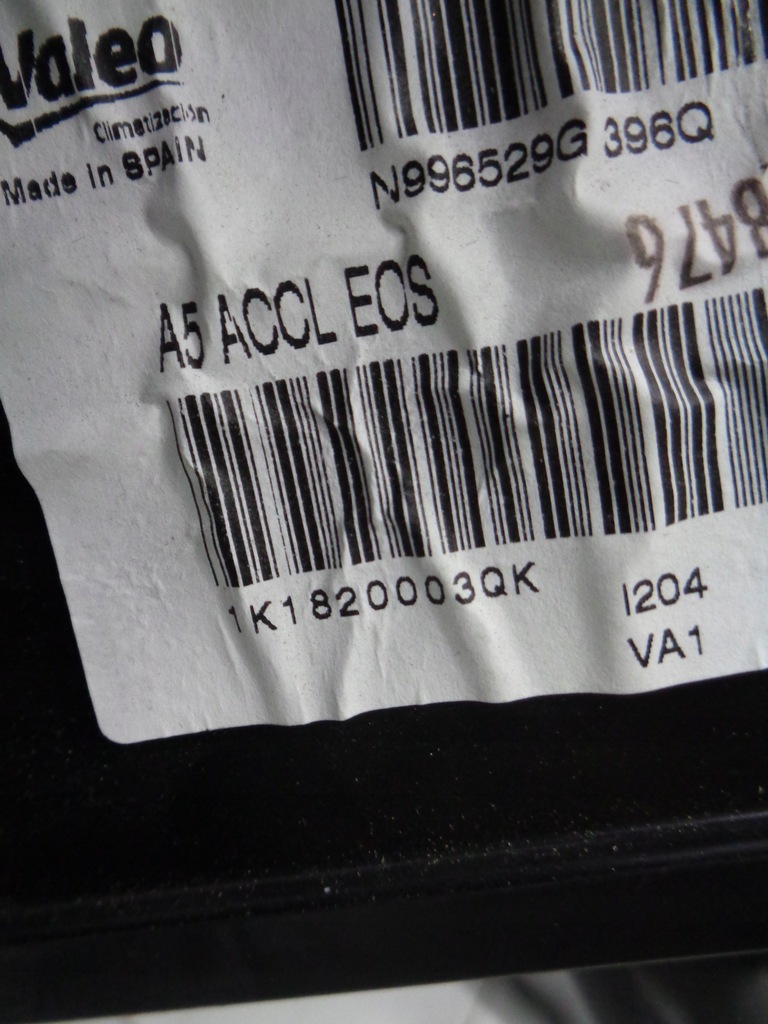 Valeo
Climatización
Made in SPAIN
N996529G 396Q
A5 ACCL EOS
1K1820003QK
I204
VA1